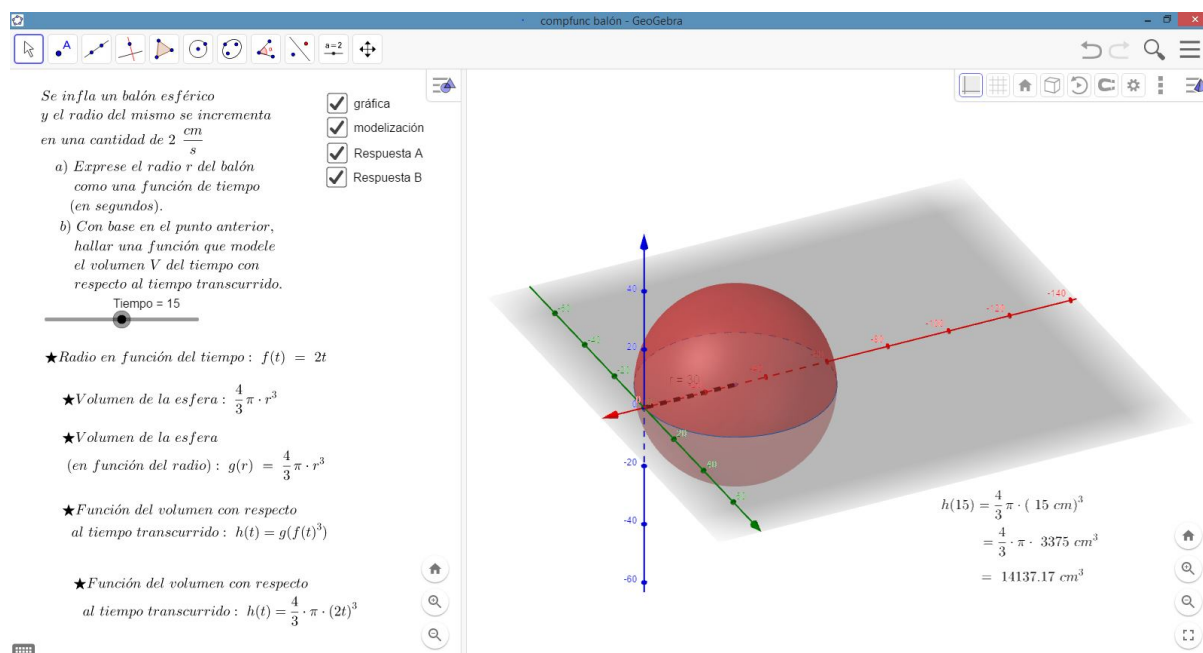 compfunc balón - GeoGebra
A
a=2
Se infla un balón esférico
y el radio del mismo se incrementa
en una cantidad de 2 cm/s
a) Exprese el radio r del balón
como una función de tiempo
(en segundos).
b) Con base en el punto anterior,
hallar una función que modele
el volumen V del tiempo con
respecto al tiempo transcurrido.
gráfica
modelización
Respuesta A
Respuesta B
Tiempo = 15
★Radio en función del tiempo : f(t) = 2t
★Volumen de la esfera : 4/3 π · r³
★Volumen de la esfera
(en función del radio) : g(r) = 4/3 π · r³
★Función del volumen con respecto
al tiempo transcurrido : h(t) = g(f(t)³)
★Función del volumen con respecto
al tiempo transcurrido : h(t) = 4/3 · π · (2t)³
40
20
0
-20
-40
-60
r = 30
-80
-100
-120
-140
20
h(15) = 4/3 π · ( 15 cm)³
= 4/3 · π · 3375 cm³
= 14137.17 cm³